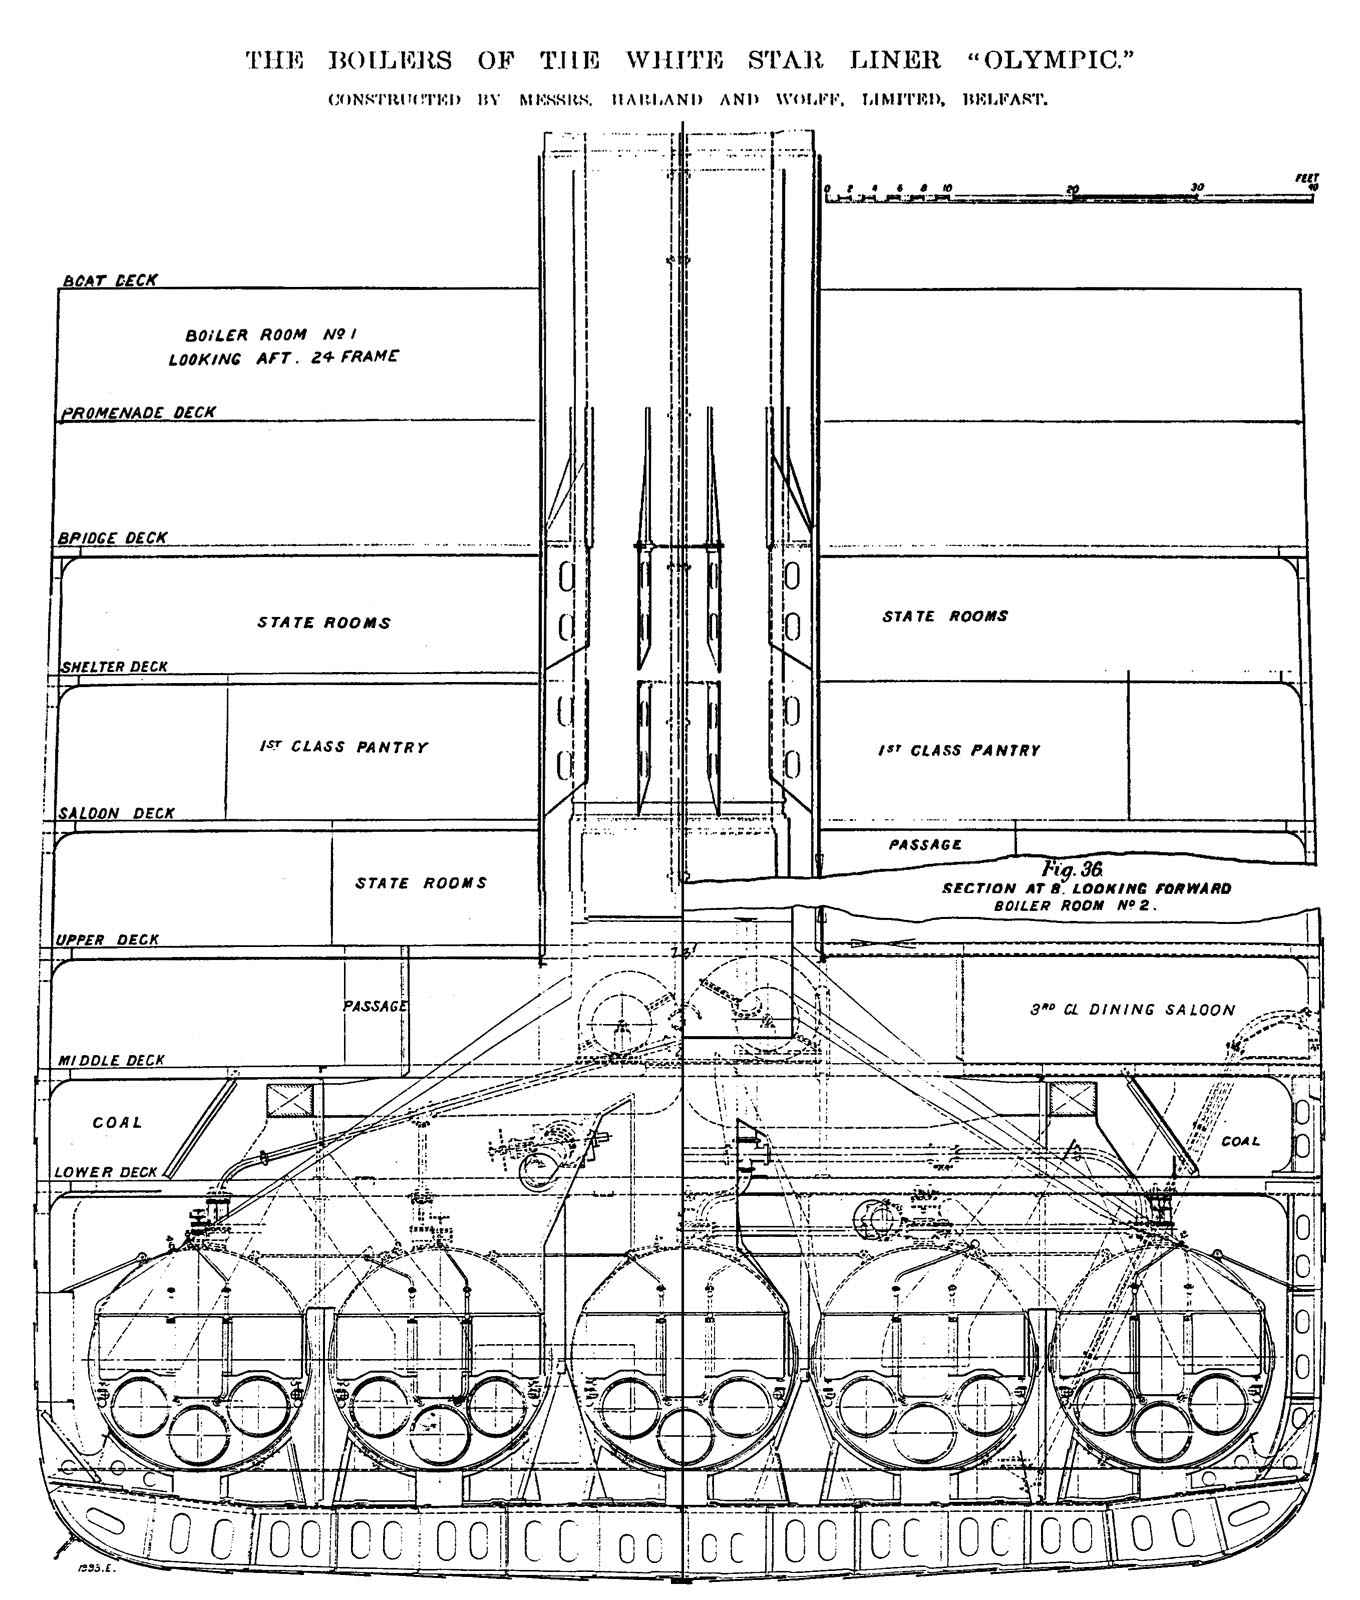 THE BOILERS OF THE WHITE STAR LINER "OLYMPIC."
CONSTRUCTED BY MESSRS. HARLAND AND WOLFF, LIMITED, BELFAST.
FEET
0 2 4 6 8 10 20 30 40
BOAT DECK
BOILER ROOM Nº 1
LOOKING AFT. 24 FRAME
PROMENADE DECK
BRIDGE DECK
STATE ROOMS
STATE ROOMS
SHELTER DECK
1ST CLASS PANTRY
1ST CLASS PANTRY
SALOON DECK
PASSAGE
STATE ROOMS
Fig. 36.
SECTION AT B. LOOKING FORWARD
BOILER ROOM Nº 2.
UPPER DECK
PASSAGE
3RD CL DINING SALOON
MIDDLE DECK
COAL
COAL
LOWER DECK